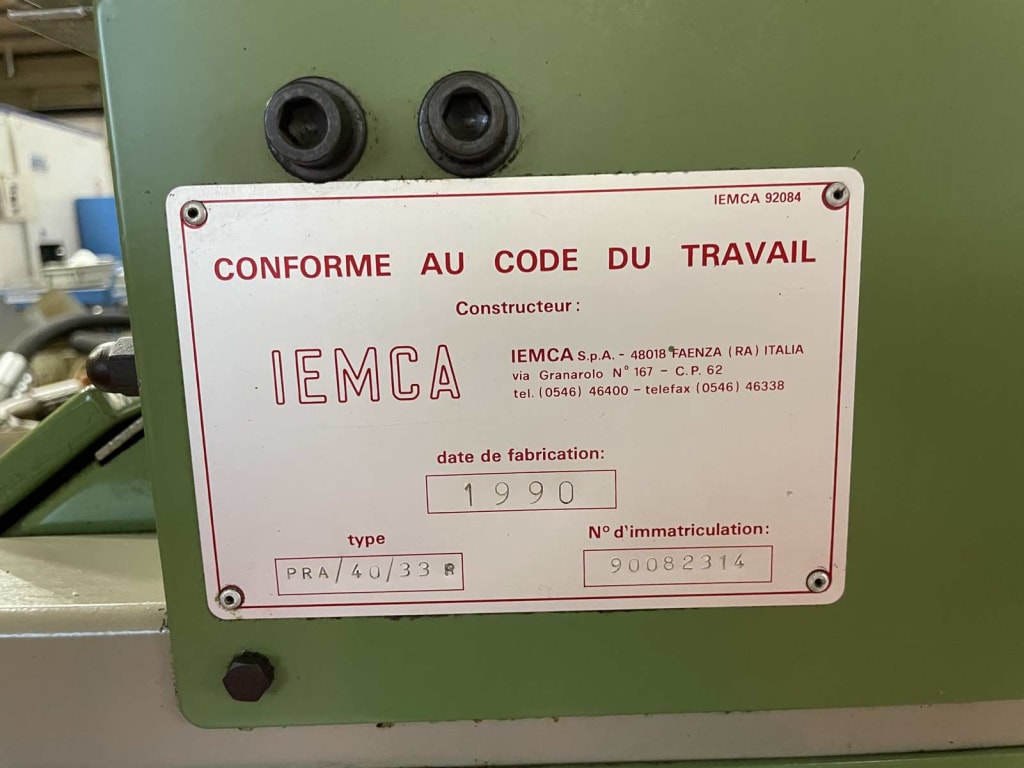 IEMCA 92084
CONFORME AU CODE DU TRAVAIL
Constructeur:
IEMCA
IEMCA S.p.A. - 48018 FAENZA (RA) ITALIA
via Granarolo N° 167 - C.P. 62
tel. (0546) 46400 - telefax (0546) 46338
date de fabrication:
1990
type
PRA/40/33 R
N° d'immatriculation:
90082314